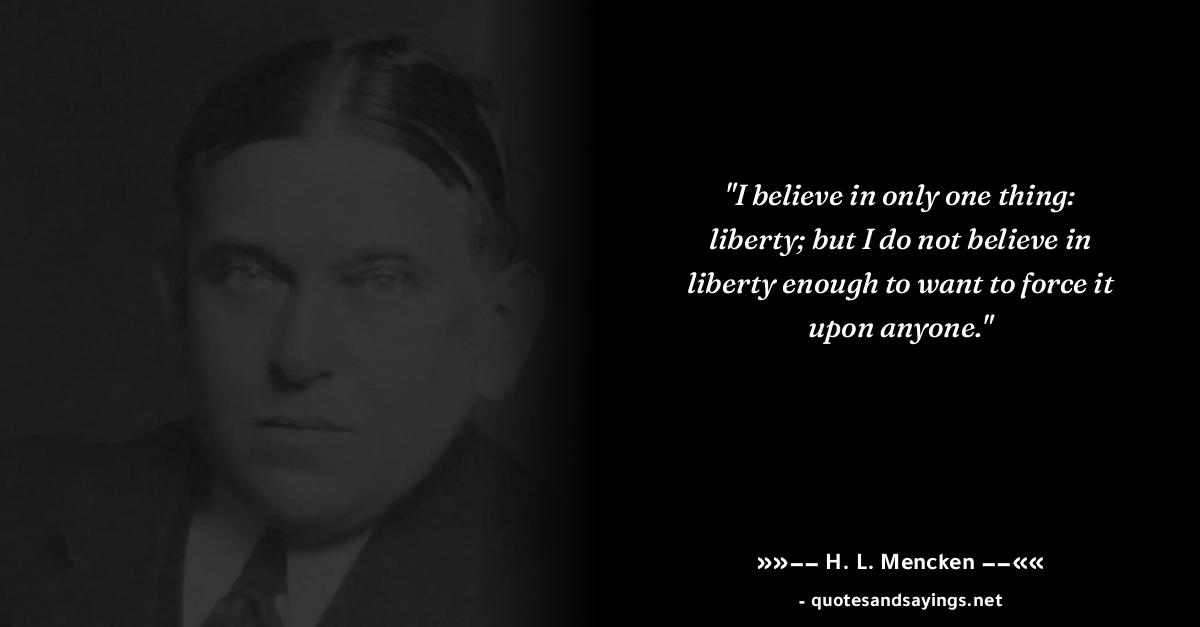 "I believe in only one thing:
liberty; but I do not believe in
liberty enough to want to force it
upon anyone."
»»−− H. L. Mencken −−««
- quotesandsayings.net